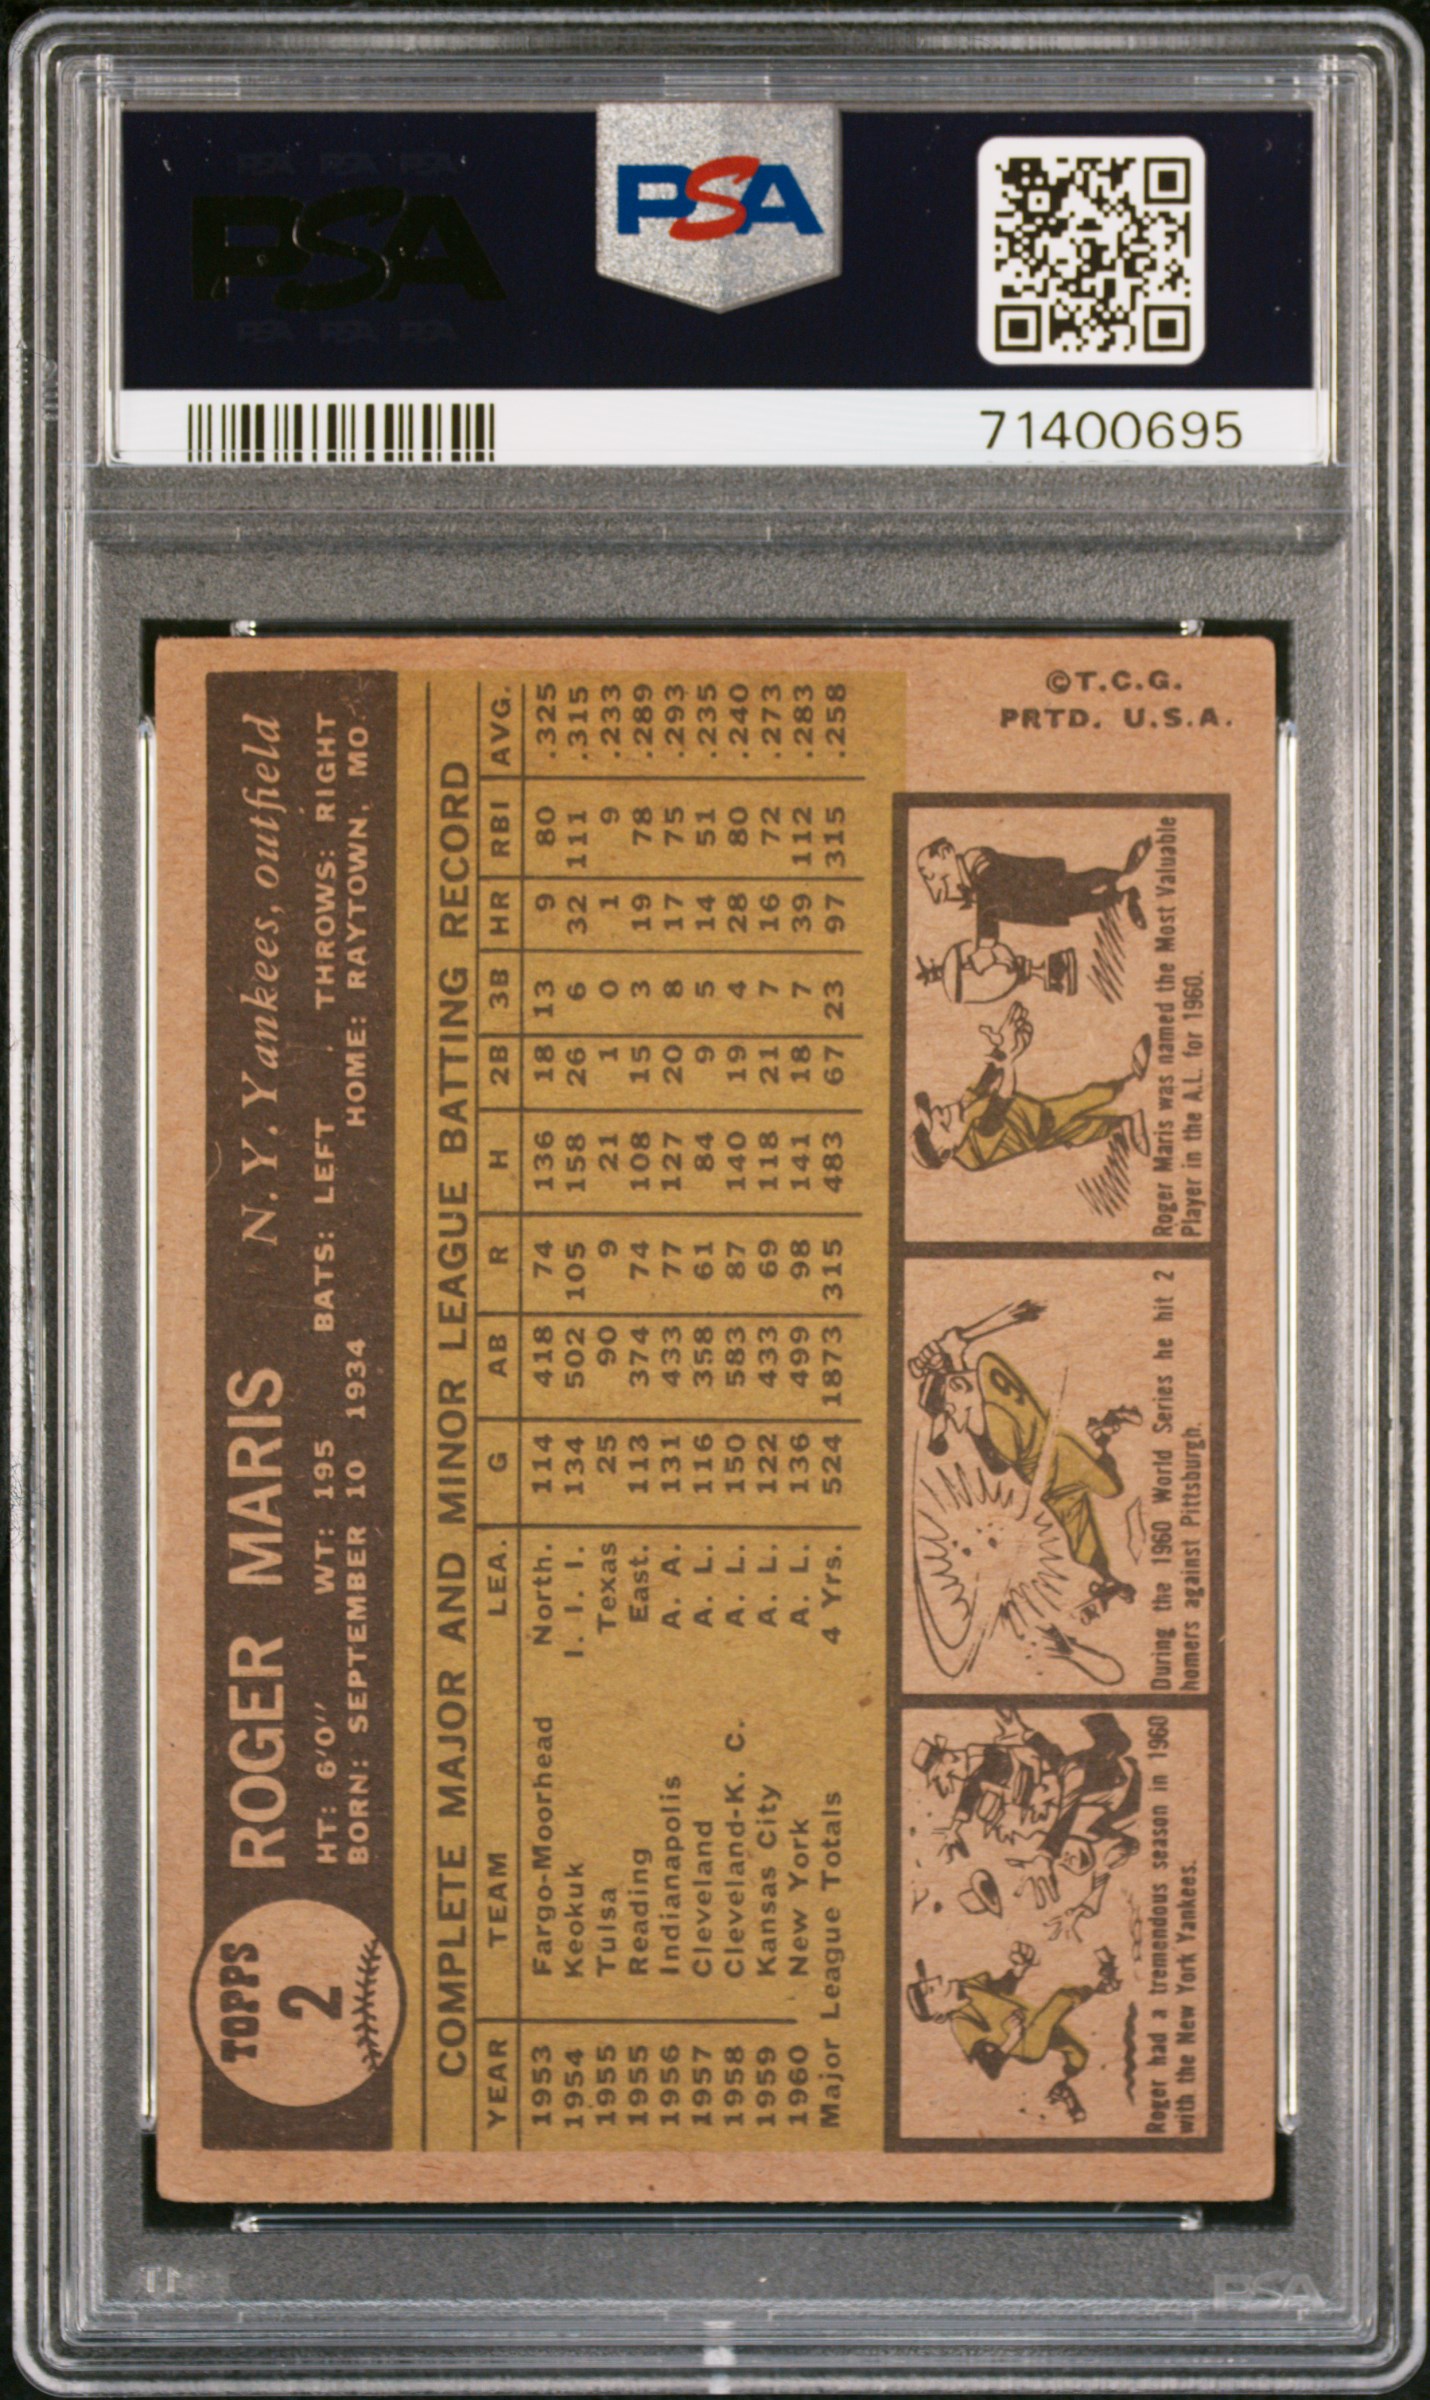 PSA PSA PSA
PSA
PSA PSA PSA
PSA
71400695
TOPPS
2
ROGER MARIS N. Y. Yankees, outfield
HT: 6'0'' WT: 195 BATS: LEFT THROWS: RIGHT
BORN: SEPTEMBER 10 1934 HOME: RAYTOWN, MO.
COMPLETE MAJOR AND MINOR LEAGUE BATTING RECORD
YEAR TEAM LEA. G AB R H 2B 3B HR RBI AVG.
1953 Fargo-Moorhead North. 114 418 74 136 18 13 9 80 .325
1954 Keokuk I. I. I. 134 502 105 158 26 6 32 111 .315
1955 Tulsa Texas 25 90 9 21 1 0 1 9 .233
1955 Reading East. 113 374 74 108 15 3 19 78 .289
1956 Indianapolis A. A. 131 433 77 127 20 8 17 75 .293
1957 Cleveland A. L. 116 358 61 84 9 5 14 51 .235
1958 Cleveland-K. C. A. L. 150 583 87 140 19 4 28 80 .240
1959 Kansas City A. L. 122 433 69 118 21 7 16 72 .273
1960 New York A. L. 136 499 98 141 18 7 39 112 .283
Major League Totals 4 Yrs. 524 1873 315 483 67 23 97 315 .258
Roger had a tremendous season in 1960
with the New York Yankees.
9
During the 1960 World Series he hit 2
homers against Pittsburgh.
Roger Maris was named the Most Valuable
Player in the A.L. for 1960.
©T.C.G.
PRTD. U.S.A.
PSA